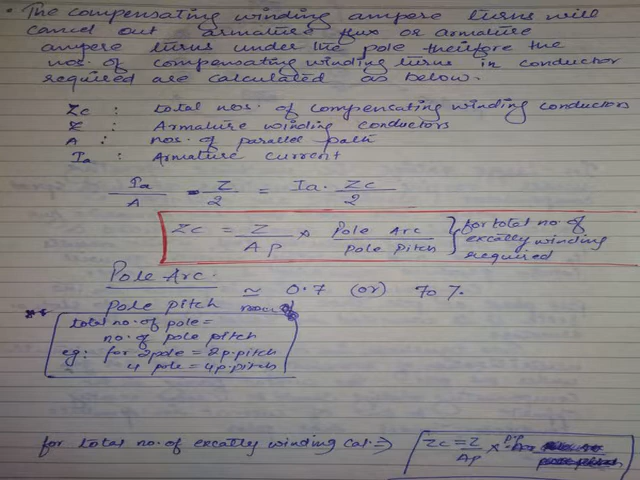 • The compensating winding ampere turns will
cancel out armature flux or armature
ampere turns under the pole therefore the
nos. of compensating winding turns in conductor
required are calculated as below.
Zc : total nos. of compensating winding conductors
Z : Armature winding conductors
A : nos. of parallel path
Ia : Armature current
Ia/A · Z/2 = Ia · Zc/2
Zc = Z/Ap × Pole Arc/pole pitch } for total no. of
excatly winding
required
Pole Arc./pole pitch ≃ 0.7 (or) 70 %.
total no. of pole =
no. of pole pitch
eg: for 2pole = 2p.pitch
4 pole = 4p.pitch
for total no. of excatly winding Cal. ⇒ Zc = Z/Ap × p.p